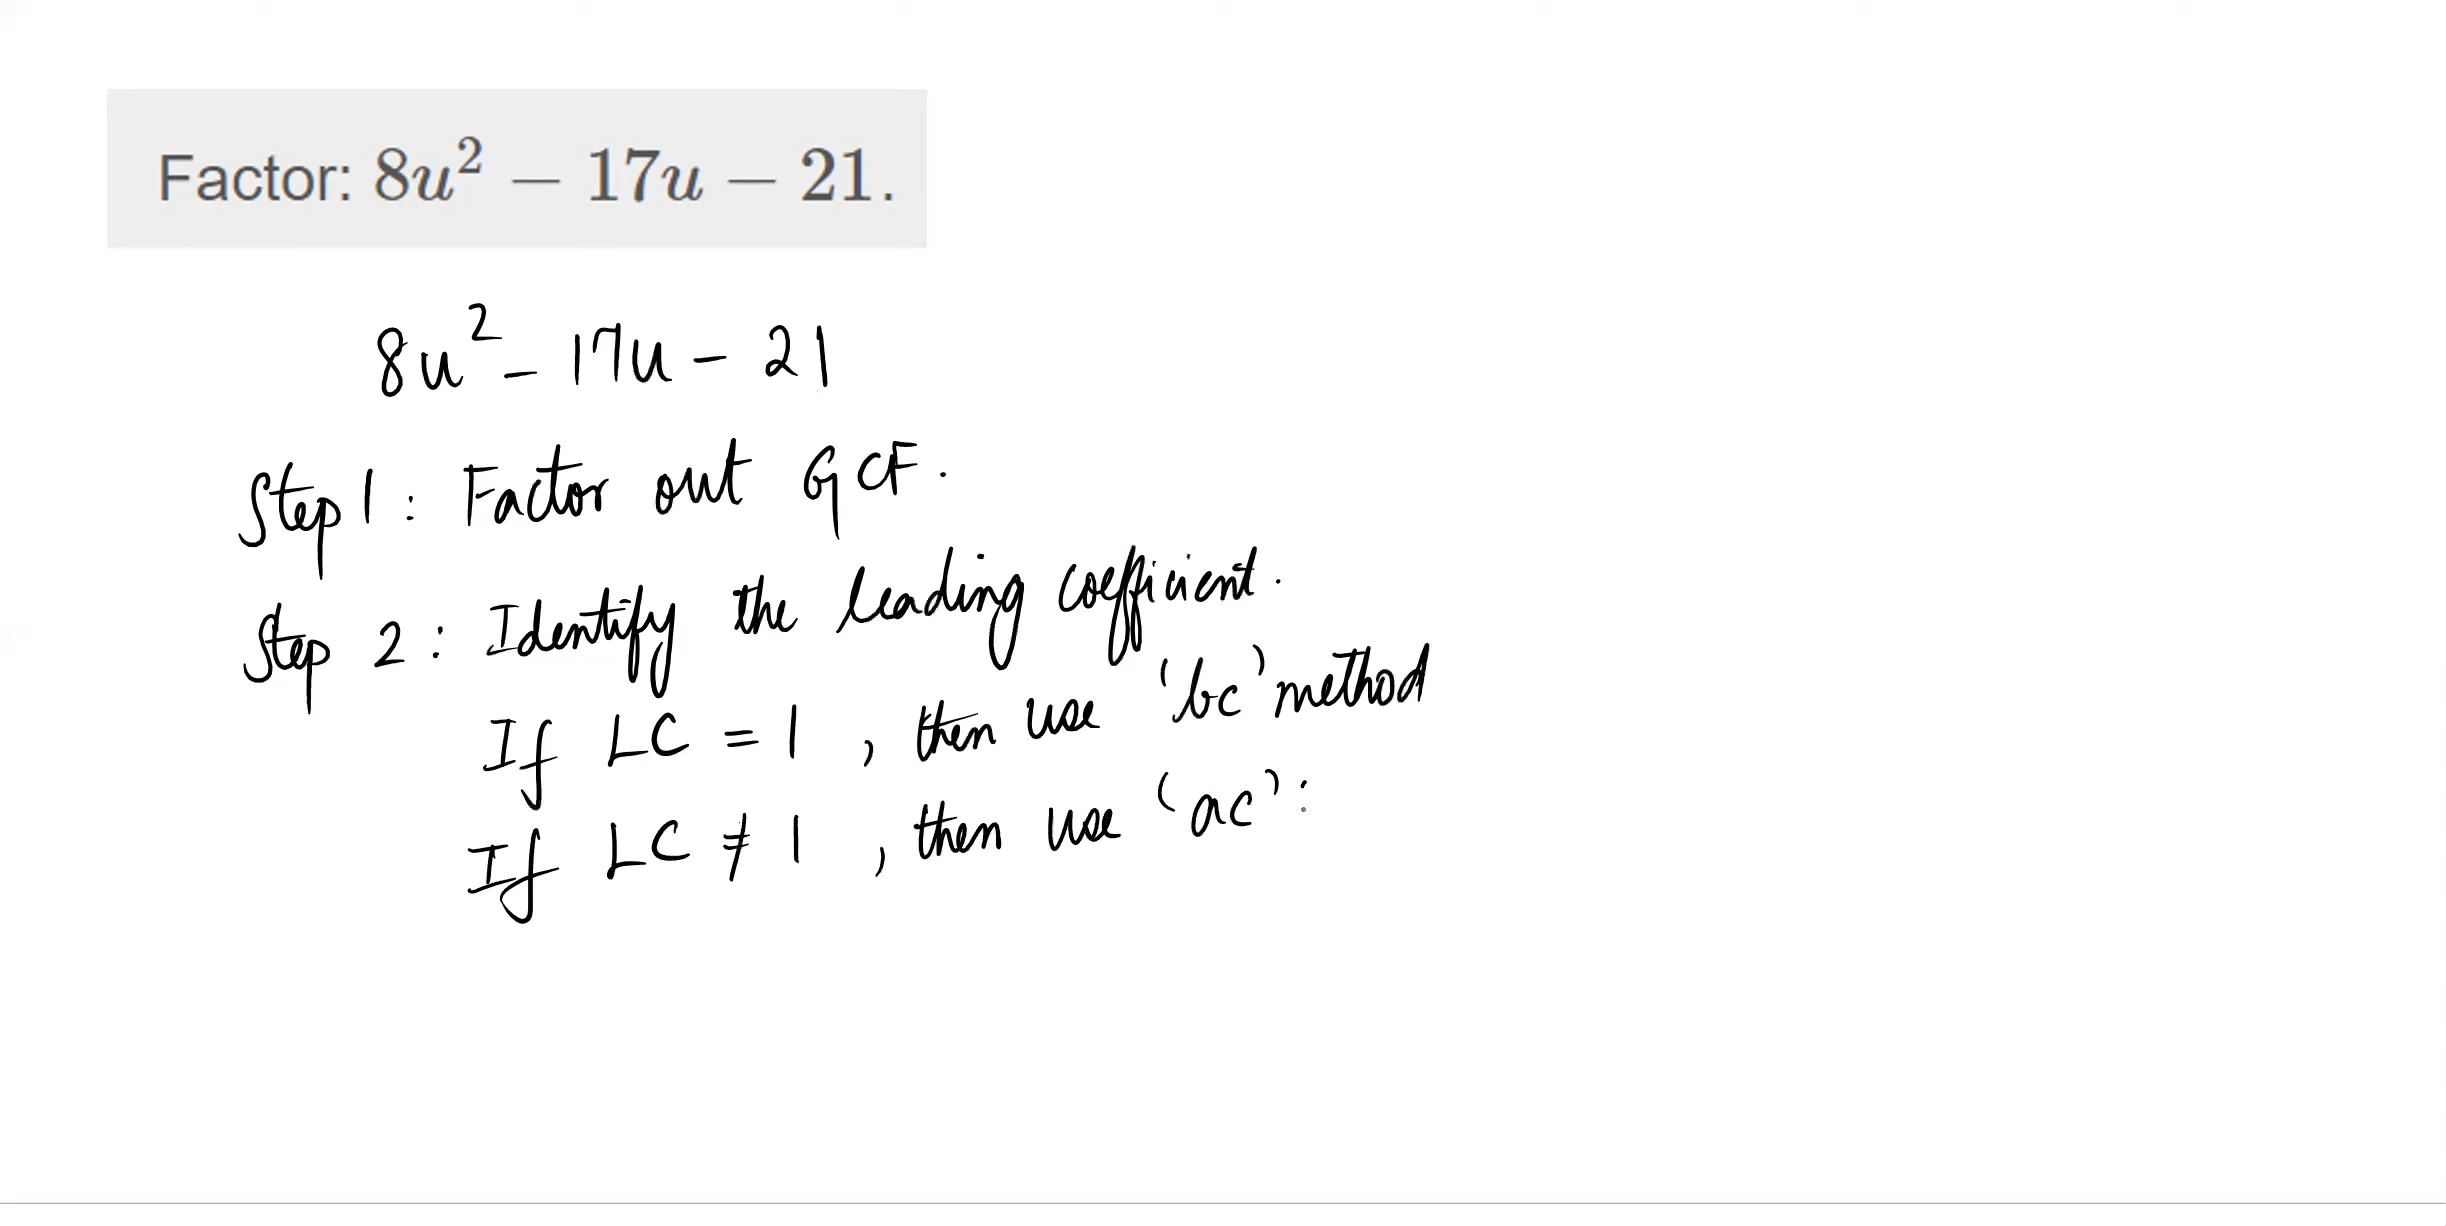 Factor: 8u² − 17u − 21.
8u² − 17u − 21
Step 1: Factor out GCF.
Step 2: Identify the leading coefficient.
If LC = 1, then use 'bc' method
If LC ≠ 1, then use 'ac':